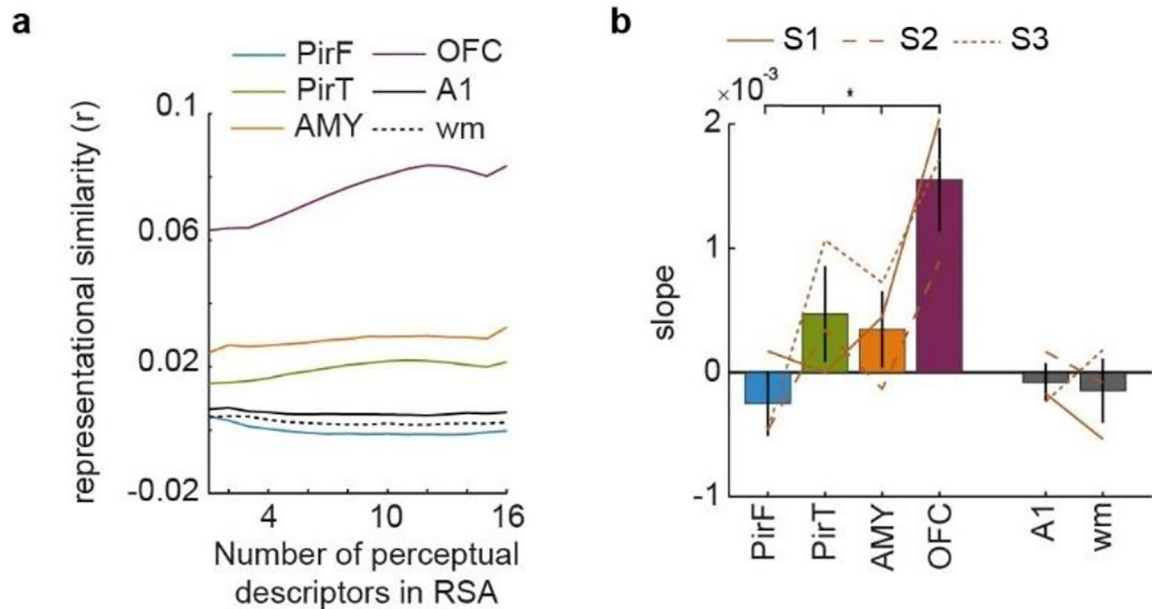 a
PirF
OFC
PirT
A1
AMY
wm
representational similarity (r)
0.1
0.06
0.02
-0.02
4
10
16
Number of perceptual
descriptors in RSA
b
S1
S2
S3
×10⁻³
*
slope
2
1
0
-1
PirF
PirT
AMY
OFC
A1
wm